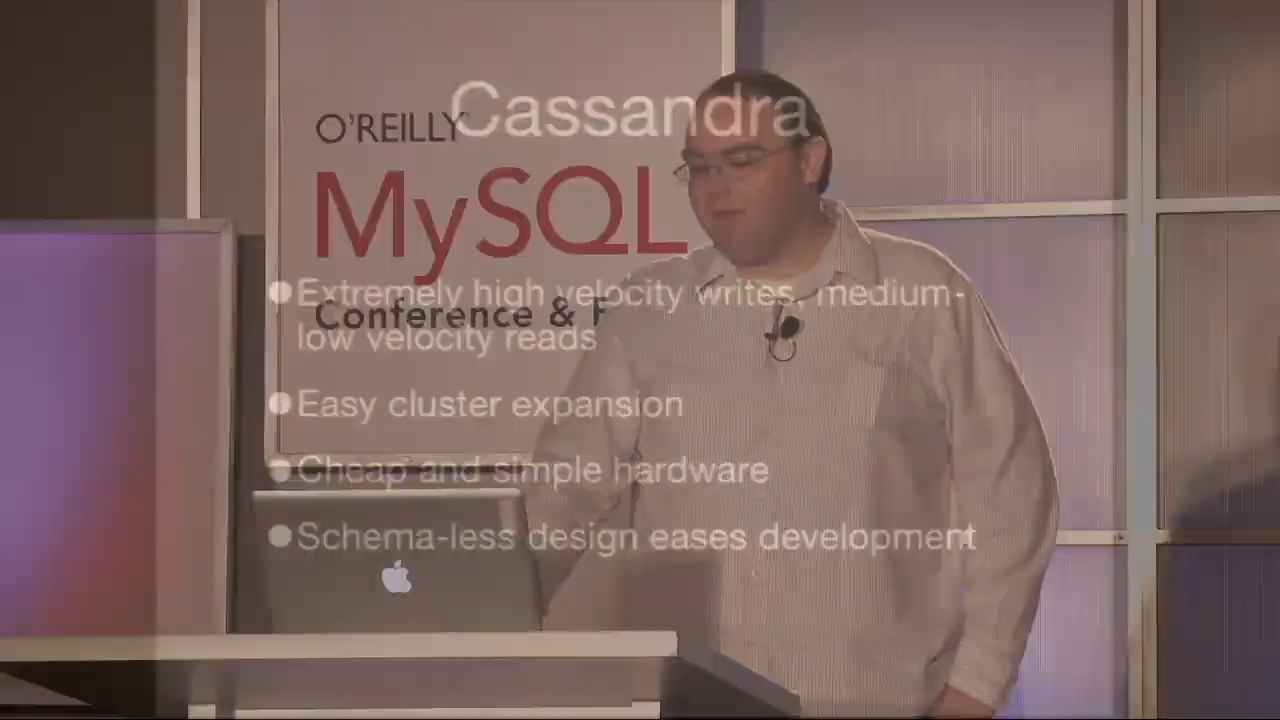 O'REILLY
Cassandra
MySQL
● Extremely high velocity writes, medium-
low velocity reads
Conference &
● Easy cluster expansion
● Cheap and simple hardware
● Schema-less design eases development